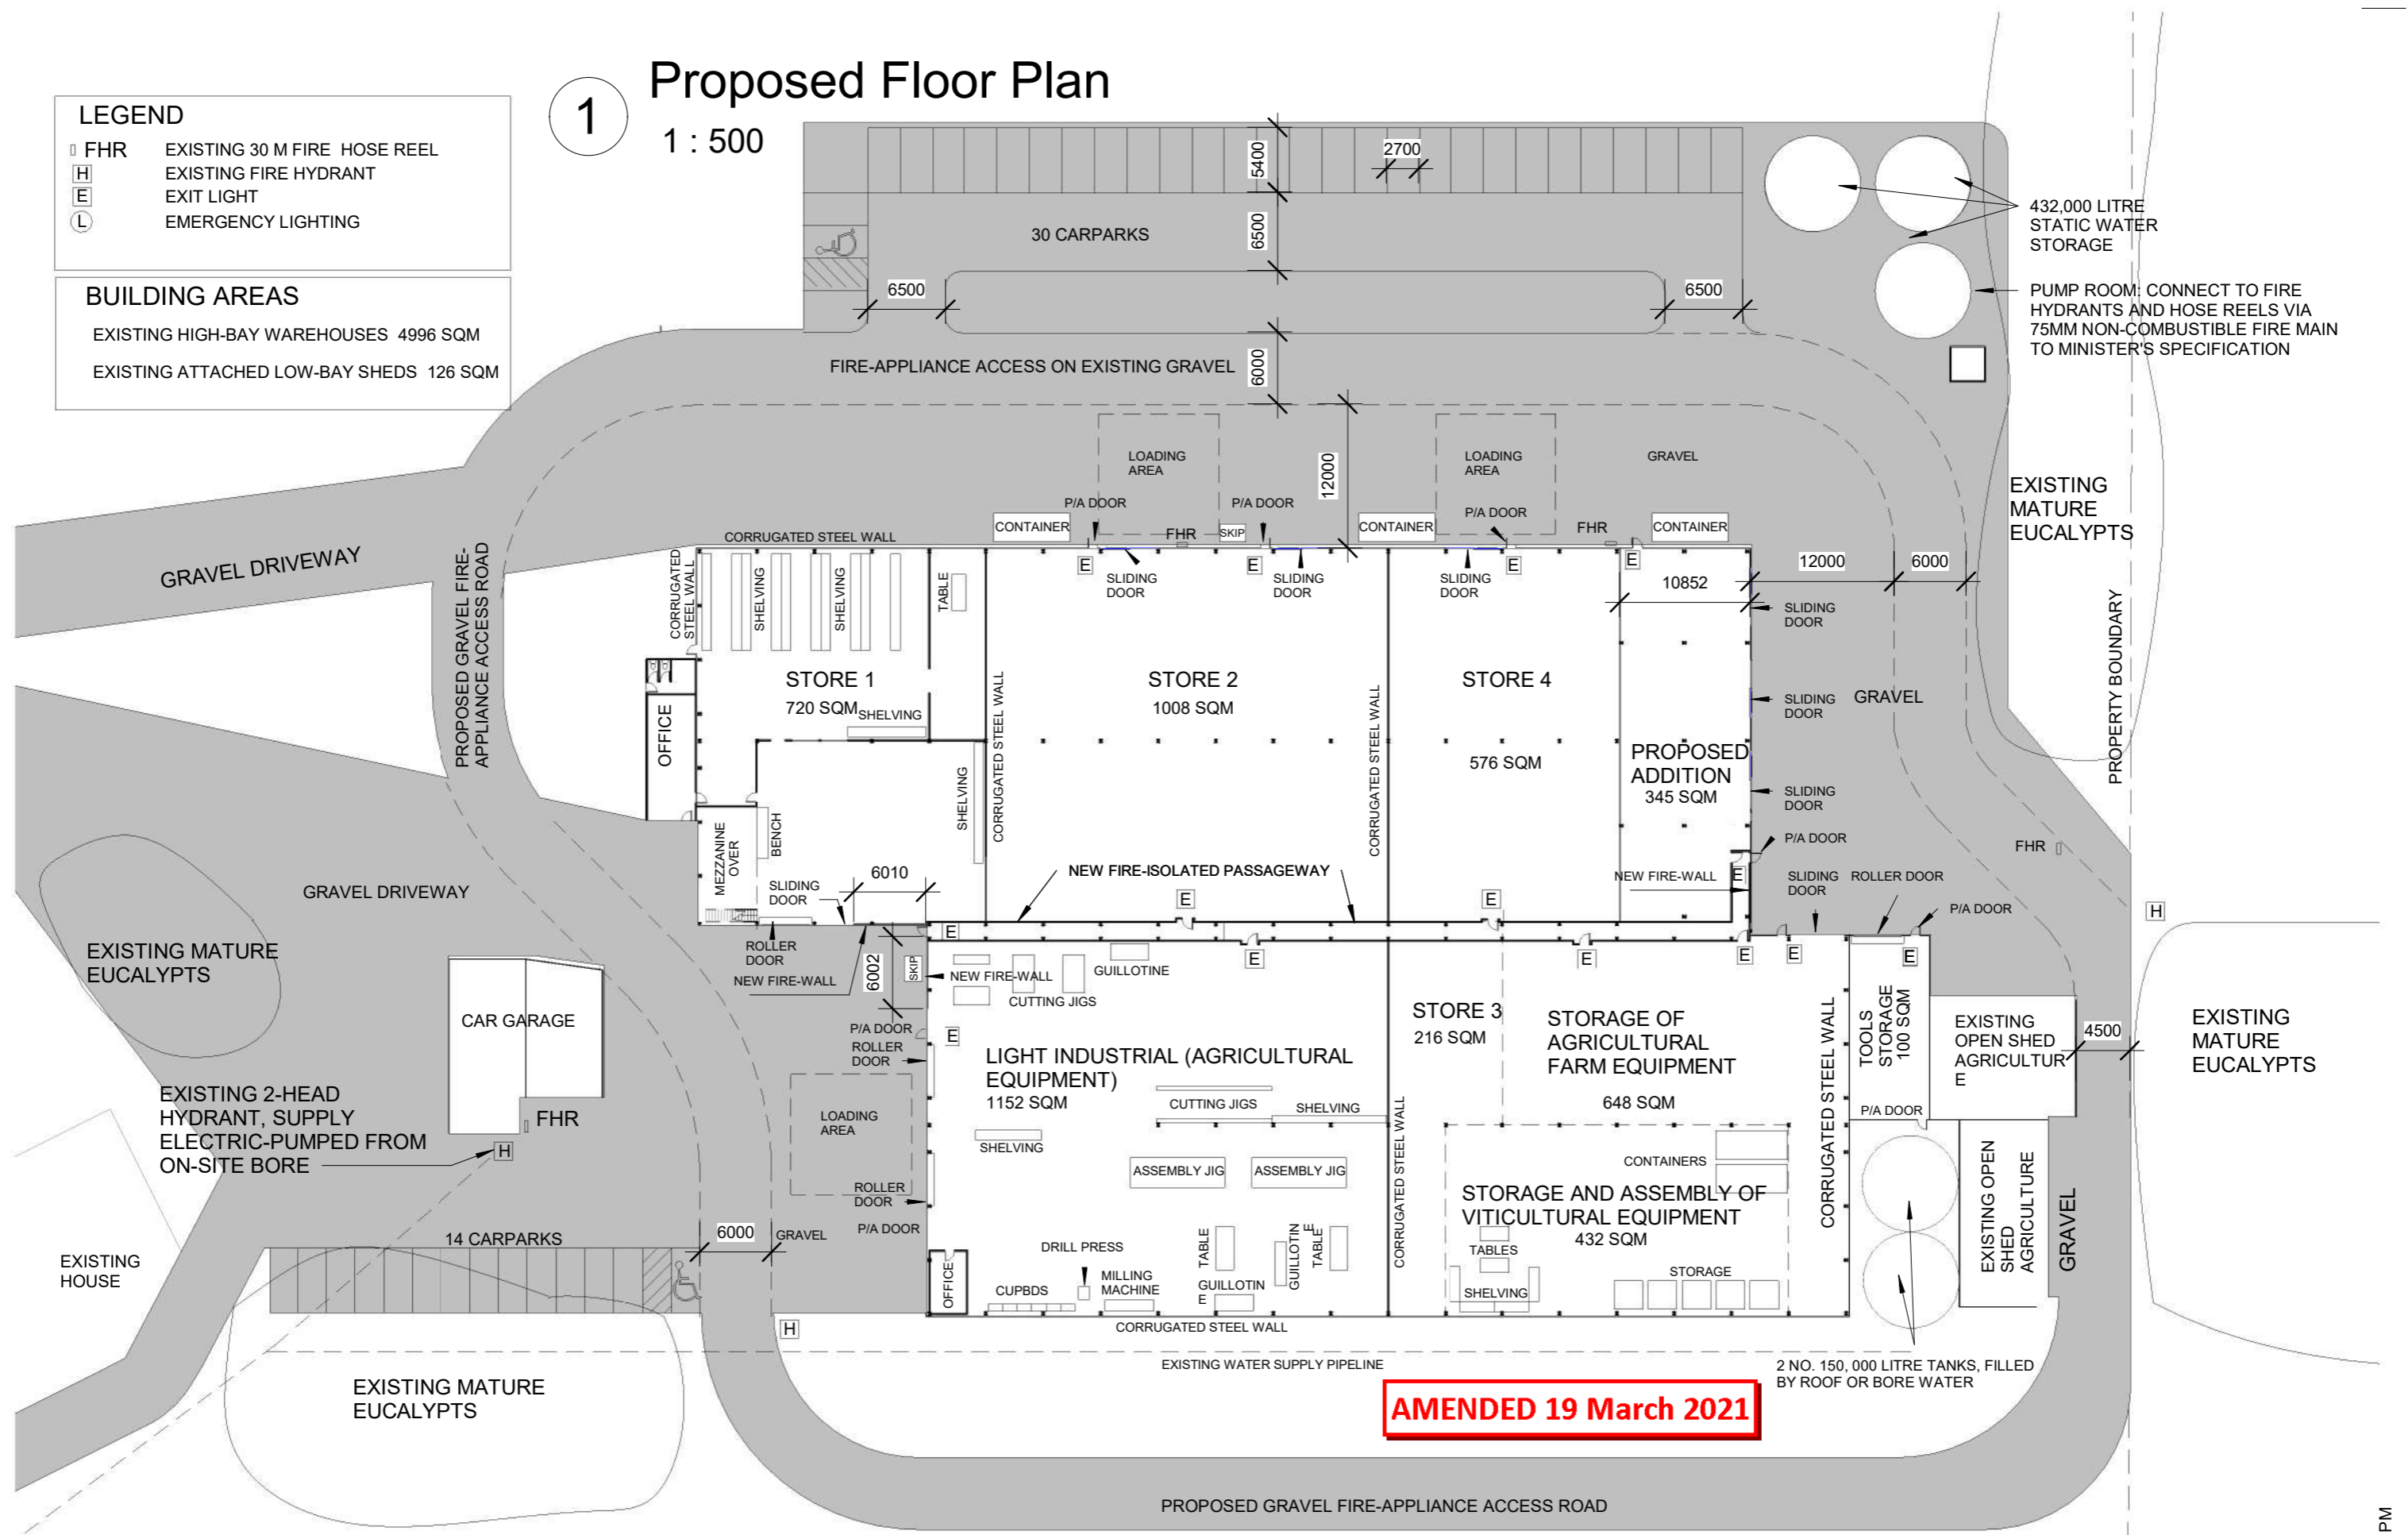 1
Proposed Floor Plan
1 : 500
LEGEND
FHR EXISTING 30 M FIRE HOSE REEL
H EXISTING FIRE HYDRANT
E EXIT LIGHT
L EMERGENCY LIGHTING
BUILDING AREAS
EXISTING HIGH-BAY WAREHOUSES 4996 SQM
EXISTING ATTACHED LOW-BAY SHEDS 126 SQM
5400
2700
30 CARPARKS
6500
6500
6500
432,000 LITRE
STATIC WATER
STORAGE
PUMP ROOM: CONNECT TO FIRE
HYDRANTS AND HOSE REELS VIA
75MM NON-COMBUSTIBLE FIRE MAIN
TO MINISTER'S SPECIFICATION
FIRE-APPLIANCE ACCESS ON EXISTING GRAVEL
6000
LOADING
AREA
12000
LOADING
AREA
GRAVEL
EXISTING
MATURE
EUCALYPTS
P/A DOOR
P/A DOOR
P/A DOOR
CONTAINER
FHR
SKIP
CONTAINER
FHR
CONTAINER
CORRUGATED STEEL WALL
GRAVEL DRIVEWAY
PROPOSED GRAVEL FIRE-
APPLIANCE ACCESS ROAD
CORRUGATED
STEEL WALL
SHELVING
SHELVING
TABLE
E
SLIDING
DOOR
E
SLIDING
DOOR
SLIDING
DOOR
E
E
10852
12000
6000
SLIDING
DOOR
PROPERTY BOUNDARY
STORE 1
720 SQM
SHELVING
OFFICE
STORE 2
1008 SQM
CORRUGATED STEEL WALL
CORRUGATED STEEL WALL
STORE 4
576 SQM
PROPOSED
ADDITION
345 SQM
SLIDING
DOOR
GRAVEL
SLIDING
DOOR
P/A DOOR
FHR
SHELVING
MEZZANINE
OVER
BENCH
SLIDING
DOOR
6010
NEW FIRE-ISOLATED PASSAGEWAY
NEW FIRE-WALL
E
SLIDING
DOOR
ROLLER DOOR
P/A DOOR
H
GRAVEL DRIVEWAY
EXISTING MATURE
EUCALYPTS
E
E
E
ROLLER
DOOR
NEW FIRE-WALL
6002
SKIP
NEW FIRE-WALL
GUILLOTINE
CUTTING JIGS
E
E
E
E
E
CAR GARAGE
P/A DOOR
ROLLER
DOOR
E
LIGHT INDUSTRIAL (AGRICULTURAL
EQUIPMENT)
1152 SQM
STORE 3
216 SQM
STORAGE OF
AGRICULTURAL
FARM EQUIPMENT
648 SQM
CORRUGATED STEEL WALL
TOOLS
STORAGE
100 SQM
EXISTING
OPEN SHED
AGRICULTUR
E
4500
EXISTING
MATURE
EUCALYPTS
EXISTING 2-HEAD
HYDRANT, SUPPLY
ELECTRIC-PUMPED FROM
ON-SITE BORE
FHR
H
LOADING
AREA
CUTTING JIGS
SHELVING
SHELVING
CORRUGATED STEEL WALL
P/A DOOR
ASSEMBLY JIG
ASSEMBLY JIG
CONTAINERS
ROLLER
DOOR
P/A DOOR
STORAGE AND ASSEMBLY OF
VITICULTURAL EQUIPMENT
432 SQM
EXISTING OPEN
SHED
AGRICULTURE
GRAVEL
EXISTING
HOUSE
14 CARPARKS
6000
GRAVEL
DRILL PRESS
TABLE
GUILLOTIN
E
TABLE
TABLES
OFFICE
CUPBDS
MILLING
MACHINE
GUILLOTIN
E
SHELVING
STORAGE
H
CORRUGATED STEEL WALL
EXISTING WATER SUPPLY PIPELINE
2 NO. 150, 000 LITRE TANKS, FILLED
BY ROOF OR BORE WATER
EXISTING MATURE
EUCALYPTS
AMENDED 19 March 2021
PROPOSED GRAVEL FIRE-APPLIANCE ACCESS ROAD
PM